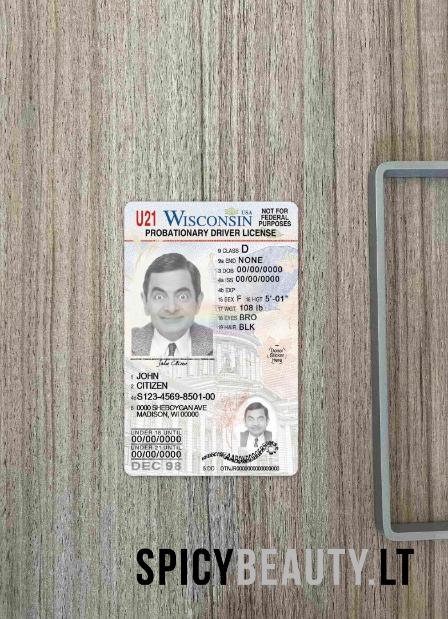 U21 WISCONSIN USA NOT FOR FEDERAL PURPOSES
PROBATIONARY DRIVER LICENSE
9 CLASS D
9a END NONE
3 DOB 00/00/0000
4a ISS 00/00/0000
4b EXP
15 SEX F 16 HGT 5'-01"
17 WGT 108 lb
18 EYES BRO
19 HAIR BLK
"Donor"
Sticker
Here
John Citizen
1 JOHN
2 CITIZEN
4d S123-4569-8501-00
8 0000 SHEBOYGAN AVE
MADISON, WI 00000
UNDER 18 UNTIL
00/00/0000
UNDER 21 UNTIL
00/00/0000
DEC 98
5 DD OTNJR0000000000000000
SPICYBEAUTY.LT